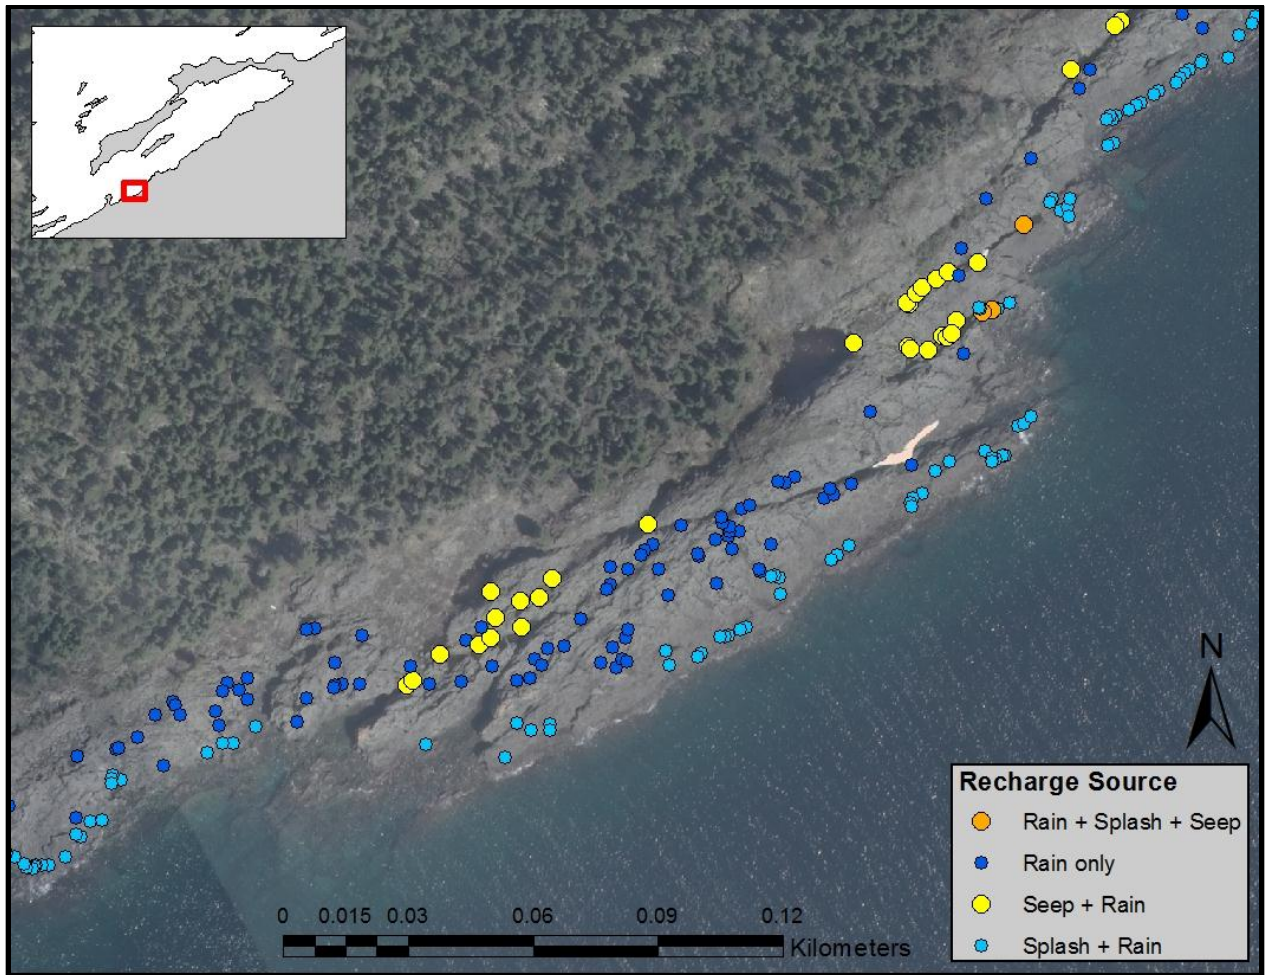 N
Recharge Source
Rain + Splash + Seep
Rain only
Seep + Rain
Splash + Rain
0 0.015 0.03 0.06 0.09 0.12
Kilometers